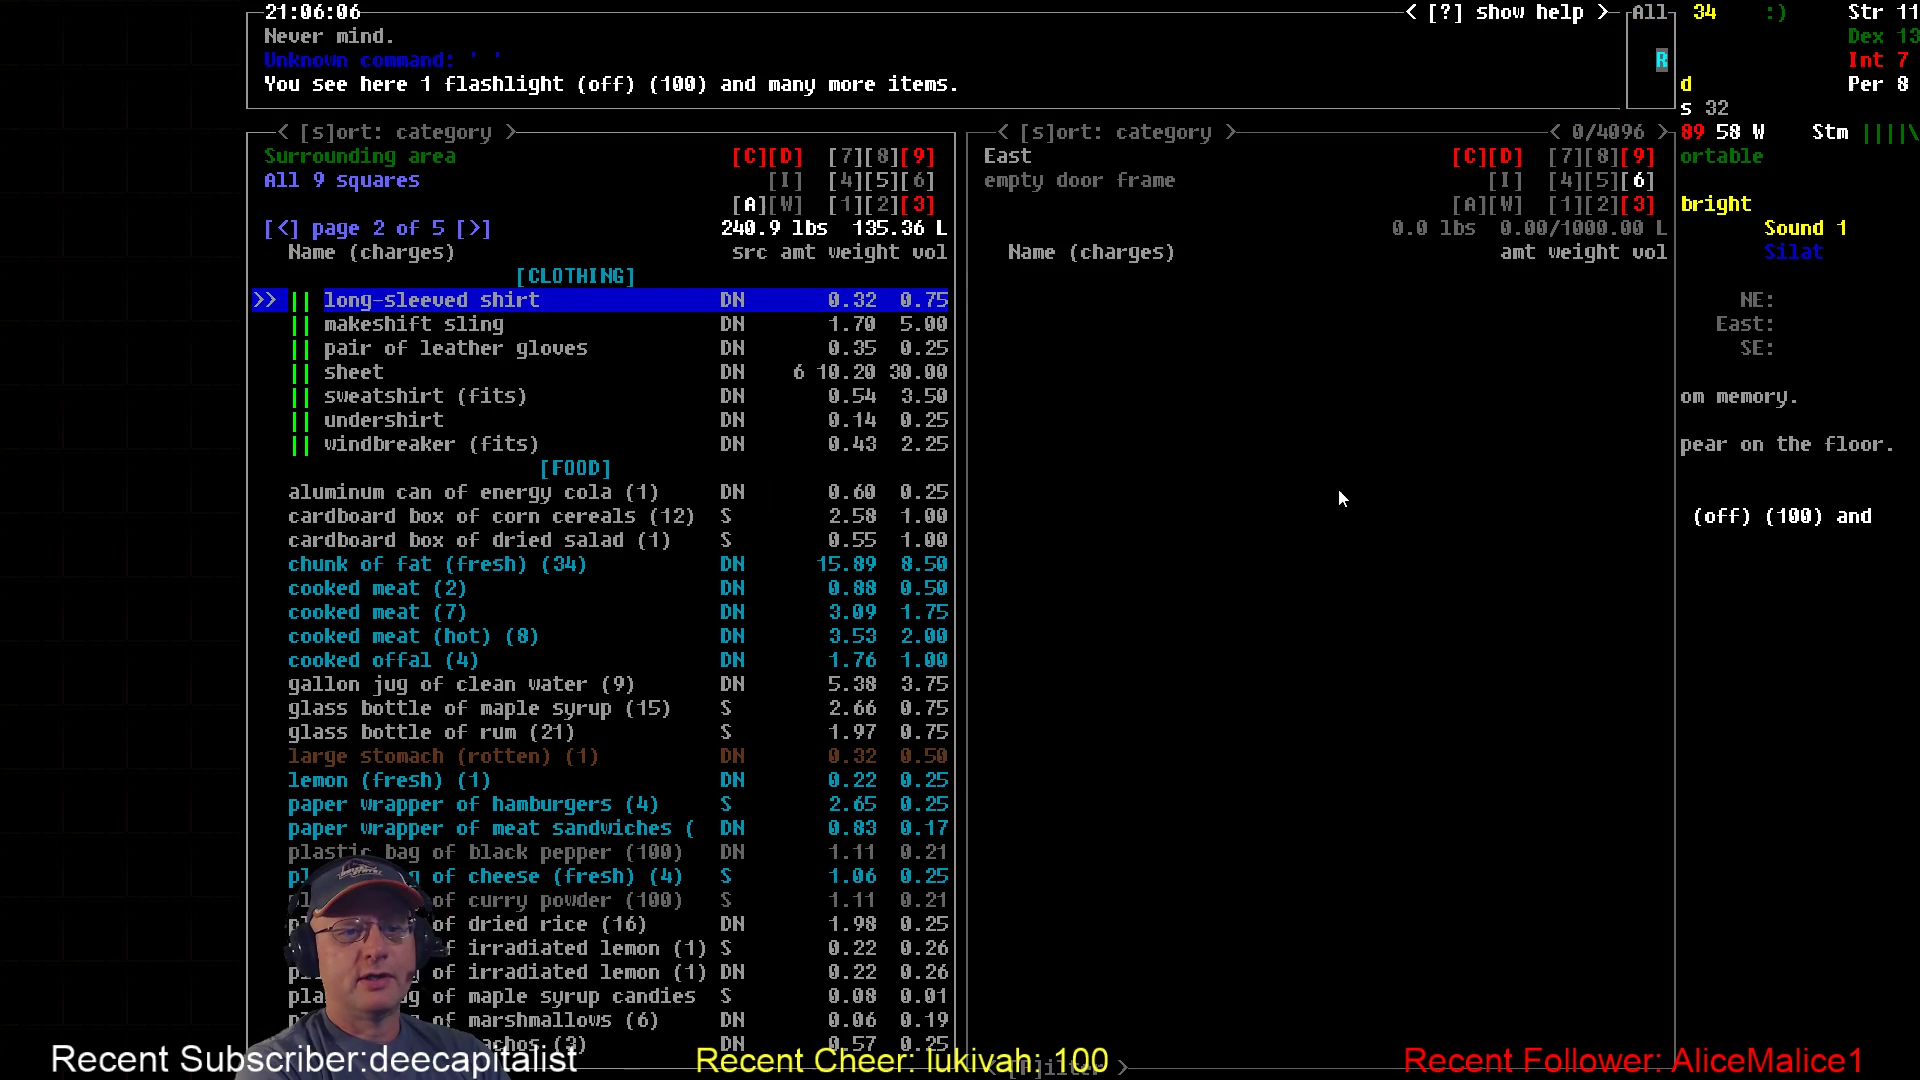 21:06:06
< [?] show help >
Never mind.
Unknown command: ' '
You see here 1 flashlight (off) (100) and many more items.
All
R
34 :) Str 11
Dex 13
Int 7
d Per 8
s 32
89 58 W Stm ||||\
ortable
bright
Sound 1
Silat
NE:
East:
SE:
om memory.
pear on the floor.
(off) (100) and
< [s]ort: category >
Surrounding area [C][D] [7][8][9]
All 9 squares [I] [4][5][6]
[A][W] [1][2][3]
[<] page 2 of 5 [>] 240.9 lbs 135.36 L
Name (charges) src amt weight vol
[CLOTHING]
>> || long-sleeved shirt DN 0.32 0.75
|| makeshift sling DN 1.70 5.00
|| pair of leather gloves DN 0.35 0.25
|| sheet DN 6 10.20 30.00
|| sweatshirt (fits) DN 0.54 3.50
|| undershirt DN 0.14 0.25
|| windbreaker (fits) DN 0.43 2.25
[FOOD]
aluminum can of energy cola (1) DN 0.60 0.25
cardboard box of corn cereals (12) S 2.58 1.00
cardboard box of dried salad (1) S 0.55 1.00
chunk of fat (fresh) (34) DN 15.89 8.50
cooked meat (2) DN 0.88 0.50
cooked meat (7) DN 3.09 1.75
cooked meat (hot) (8) DN 3.53 2.00
cooked offal (4) DN 1.76 1.00
gallon jug of clean water (9) DN 5.38 3.75
glass bottle of maple syrup (15) S 2.66 0.75
glass bottle of rum (21) S 1.97 0.75
large stomach (rotten) (1) DN 0.32 0.50
lemon (fresh) (1) DN 0.22 0.25
paper wrapper of hamburgers (4) S 2.65 0.25
paper wrapper of meat sandwiches ( DN 0.83 0.17
plastic bag of black pepper (100) DN 1.11 0.21
of cheese (fresh) (4) S 1.06 0.25
of curry powder (100) S 1.11 0.21
of dried rice (16) DN 1.98 0.25
of irradiated lemon (1) S 0.22 0.26
of irradiated lemon (1) DN 0.22 0.26
of maple syrup candies S 0.08 0.01
of marshmallows (6) DN 0.06 0.19
DN 0.57 0.25
< [s]ort: category > < 0/4096 >
East [C][D] [7][8][9]
empty door frame [I] [4][5][6]
[A][W] [1][2][3]
0.0 lbs 0.00/1000.00 L
Name (charges) amt weight vol
Recent Subscriber:deecapitalist
Recent Cheer: lukivah: 100
Recent Follower: AliceMalice1